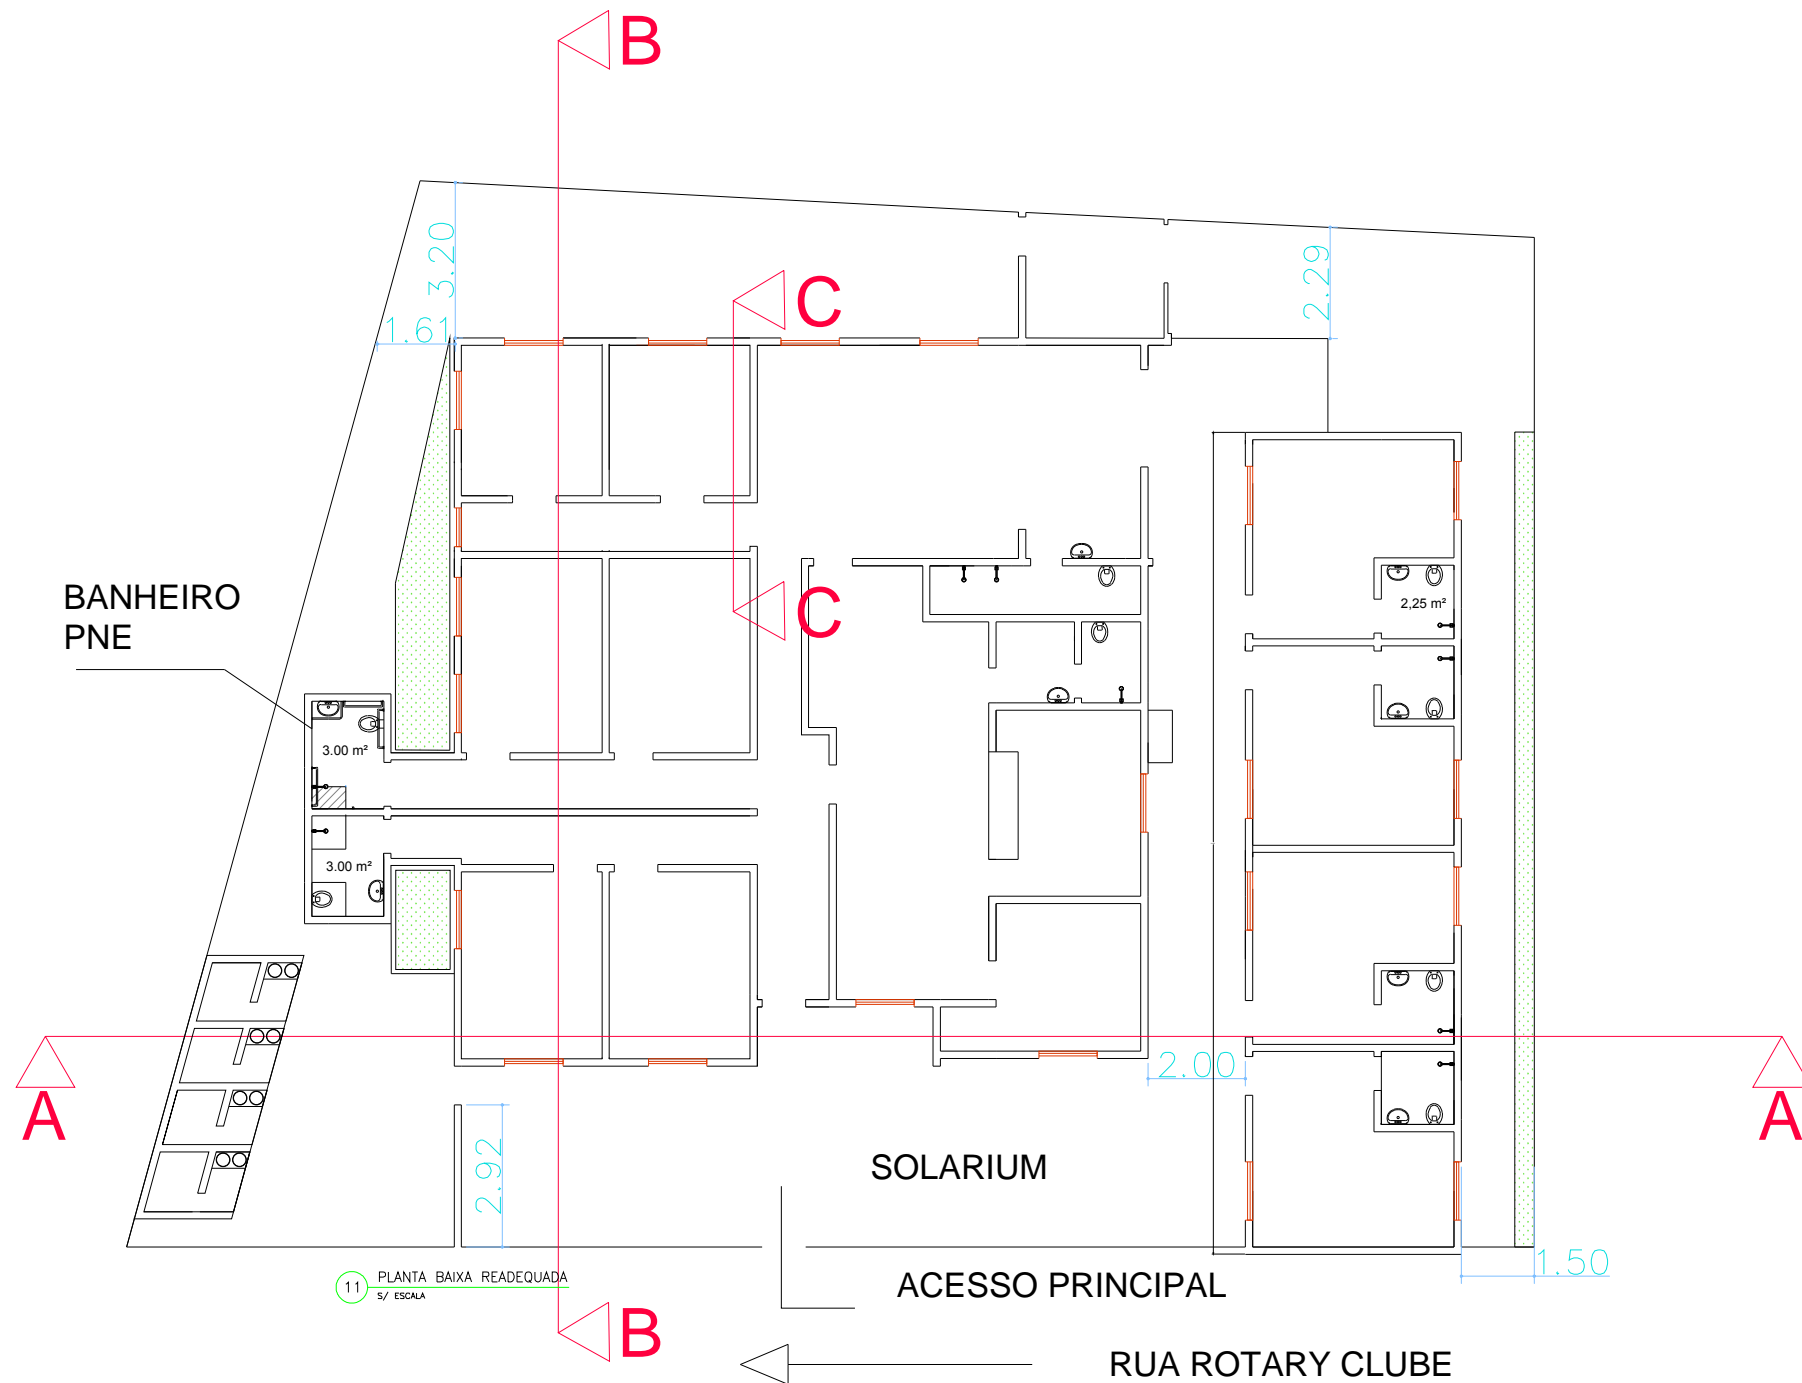 B
3.20
2.29
C
1.61
BANHEIRO
PNE
C
2,25 m²
3.00 m²
3.00 m²
A
2.00
A
2.92
SOLARIUM
1.50
11 PLANTA BAIXA READEQUADA
S/ ESCALA
ACESSO PRINCIPAL
B
RUA ROTARY CLUBE